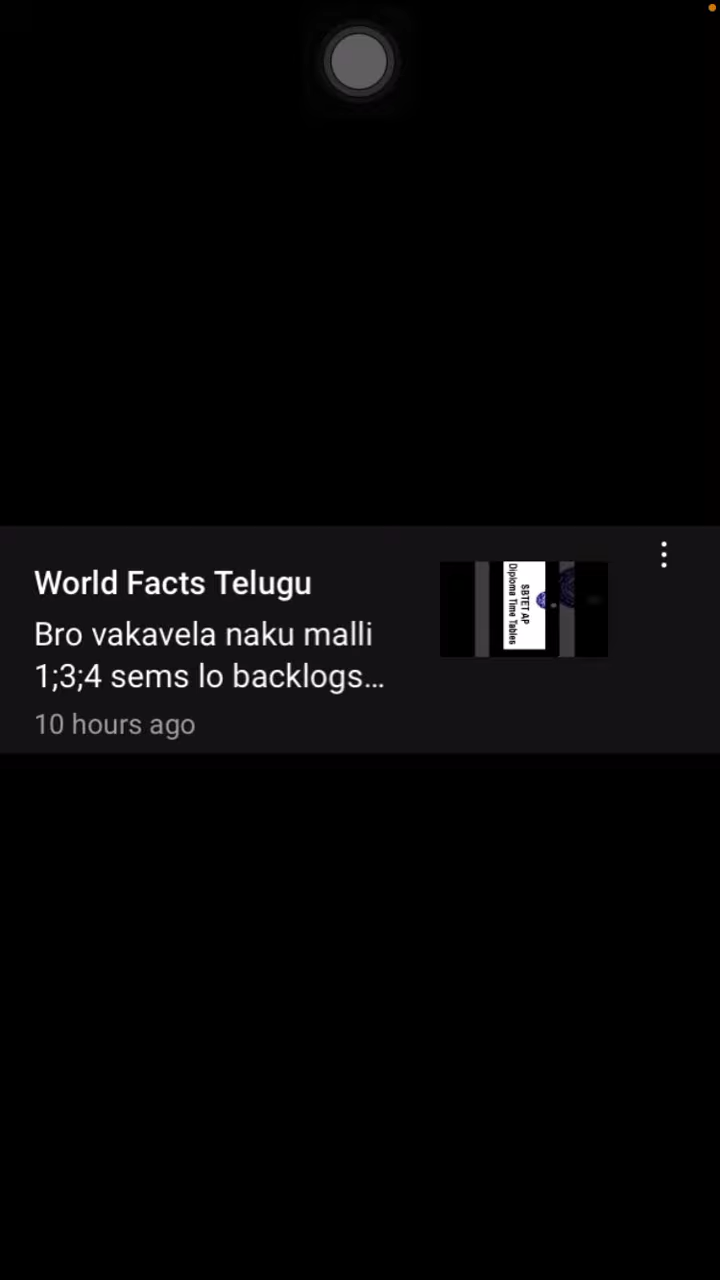 World Facts Telugu
Bro vakavela naku malli
1;3;4 sems lo backlogs...
10 hours ago
SBTET AP
Diploma Time Tables